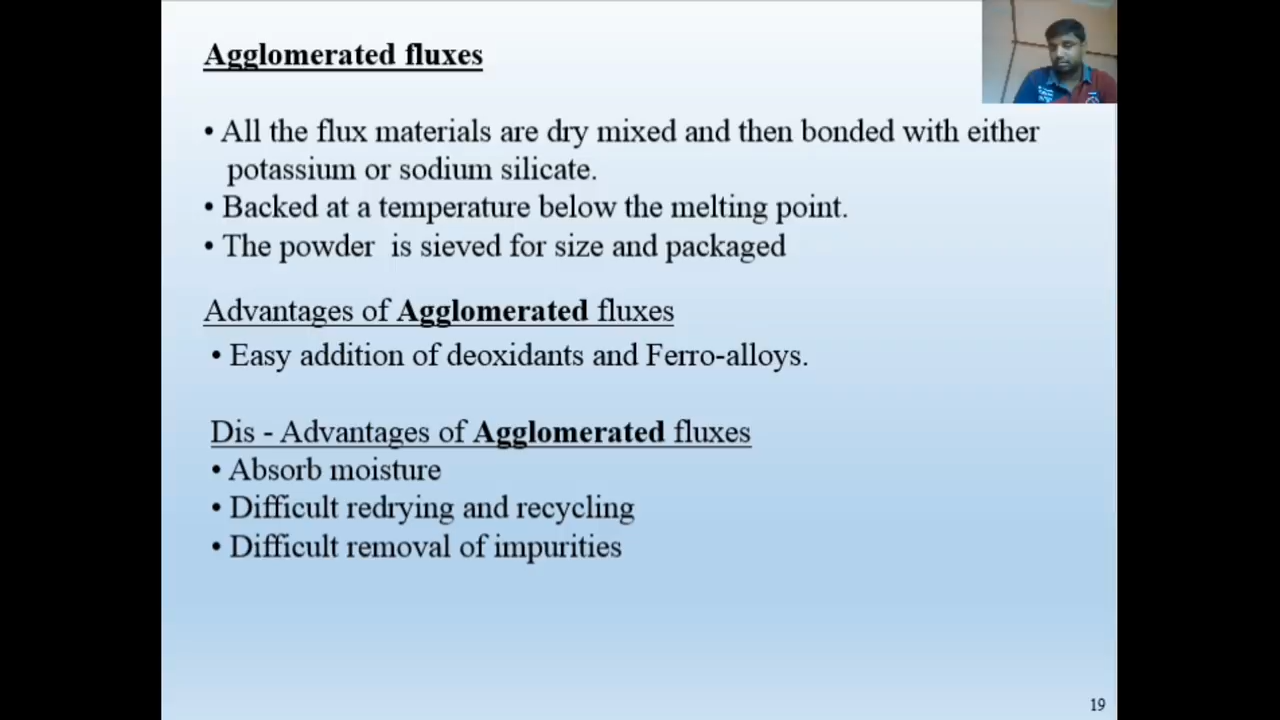 Agglomerated fluxes
• All the flux materials are dry mixed and then bonded with either
potassium or sodium silicate.
• Backed at a temperature below the melting point.
• The powder is sieved for size and packaged
Advantages of Agglomerated fluxes
• Easy addition of deoxidants and Ferro-alloys.
Dis - Advantages of Agglomerated fluxes
• Absorb moisture
• Difficult redrying and recycling
• Difficult removal of impurities
19